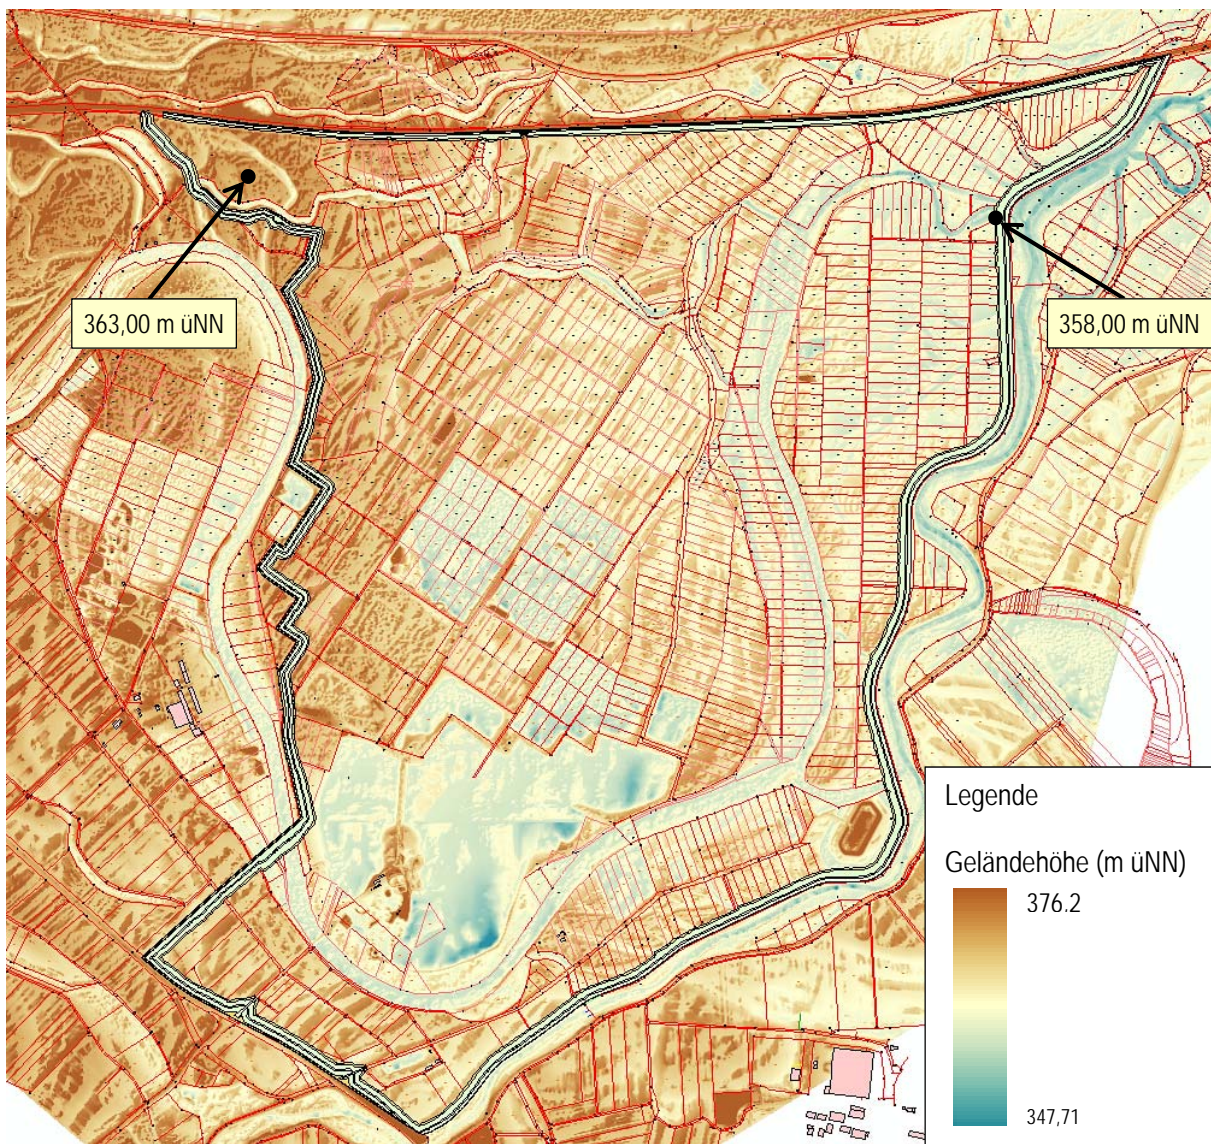 363,00 m üNN
358,00 m üNN
Legende
Geländehöhe (m üNN)
376.2
347,71